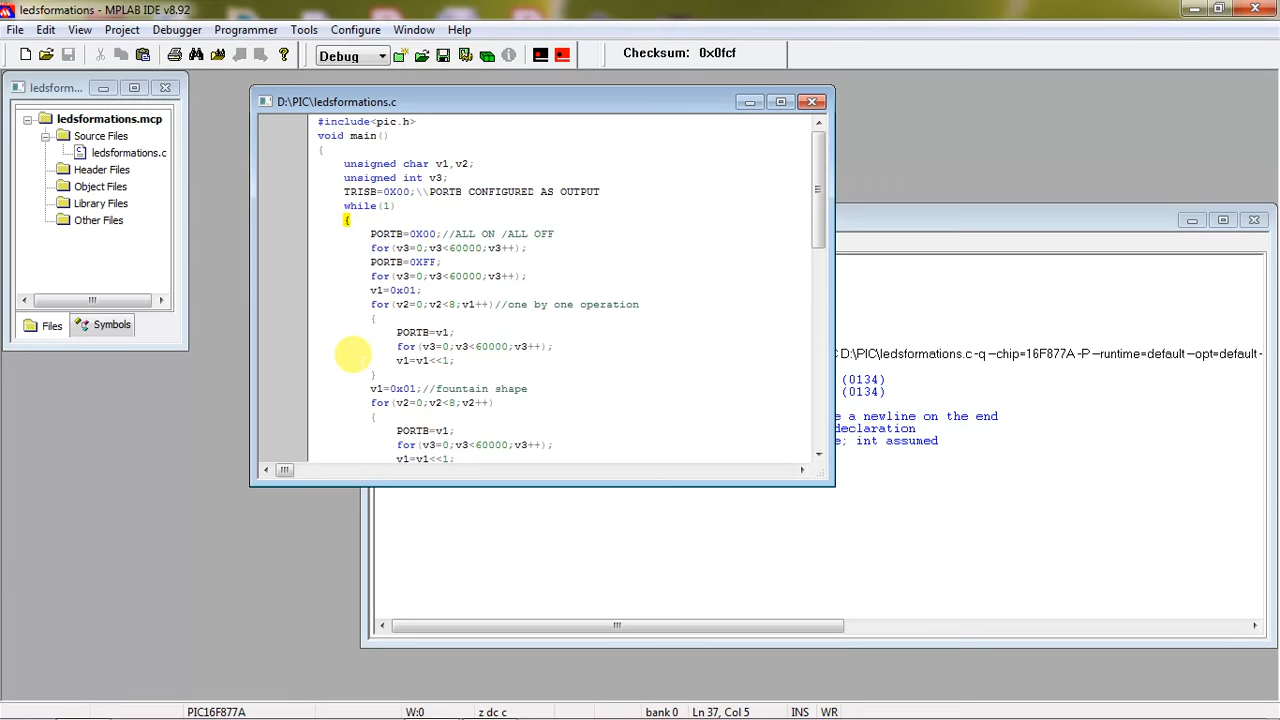 ledsformations - MPLAB IDE v8.92
File Edit View Project Debugger Programmer Tools Configure Window Help
Debug
Checksum: 0x0fcf
ledsform...
ledsformations.mcp
Source Files
ledsformations.c
Header Files
Object Files
Library Files
Other Files
Files Symbols
D:\PIC\ledsformations.c
#include<pic.h>
void main()
{
unsigned char v1,v2;
unsigned int v3;
TRISB=0X00;\\PORTB CONFIGURED AS OUTPUT
while(1)
{
PORTB=0X00;//ALL ON /ALL OFF
for(v3=0;v3<60000;v3++);
PORTB=0XFF;
for(v3=0;v3<60000;v3++);
v1=0x01;
for(v2=0;v2<8;v1++)//one by one operation
{
PORTB=v1;
for(v3=0;v3<60000;v3++);
v1=v1<<1;
}
v1=0x01;//fountain shape
for(v2=0;v2<8;v2++)
{
PORTB=v1;
for(v3=0;v3<60000;v3++);
v1=v1<<1;
C D:\PIC\ledsformations.c -q --chip=16F877A -P --runtime=default --opt=default -
(0134)
(0134)
e a newline on the end
declaration
e; int assumed
PIC16F877A W:0 z dc c bank 0 Ln 37, Col 5 INS WR